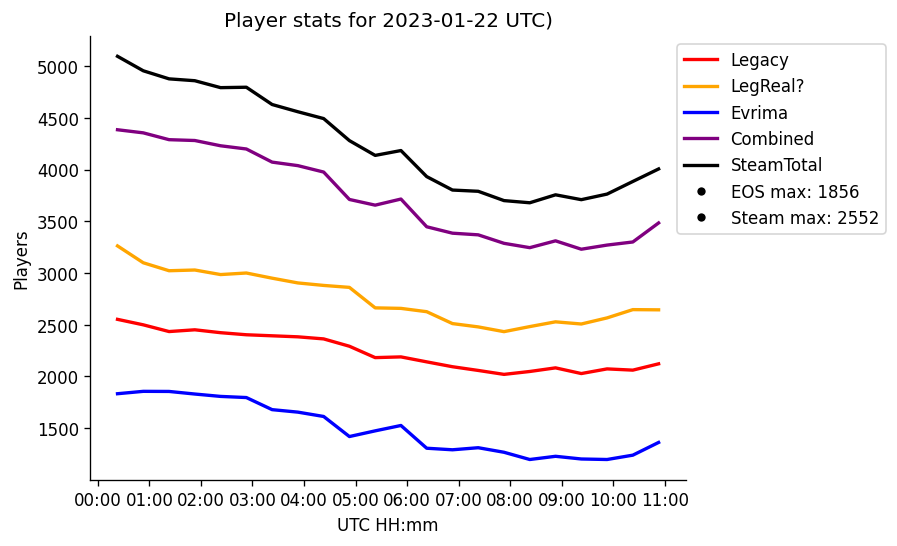 Player stats for 2023-01-22 UTC)
Legacy
LegReal?
Evrima
Combined
SteamTotal
EOS max: 1856
Steam max: 2552
Players
5000
4500
4000
3500
3000
2500
2000
1500
00:00 01:00 02:00 03:00 04:00 05:00 06:00 07:00 08:00 09:00 10:00 11:00
UTC HH:mm